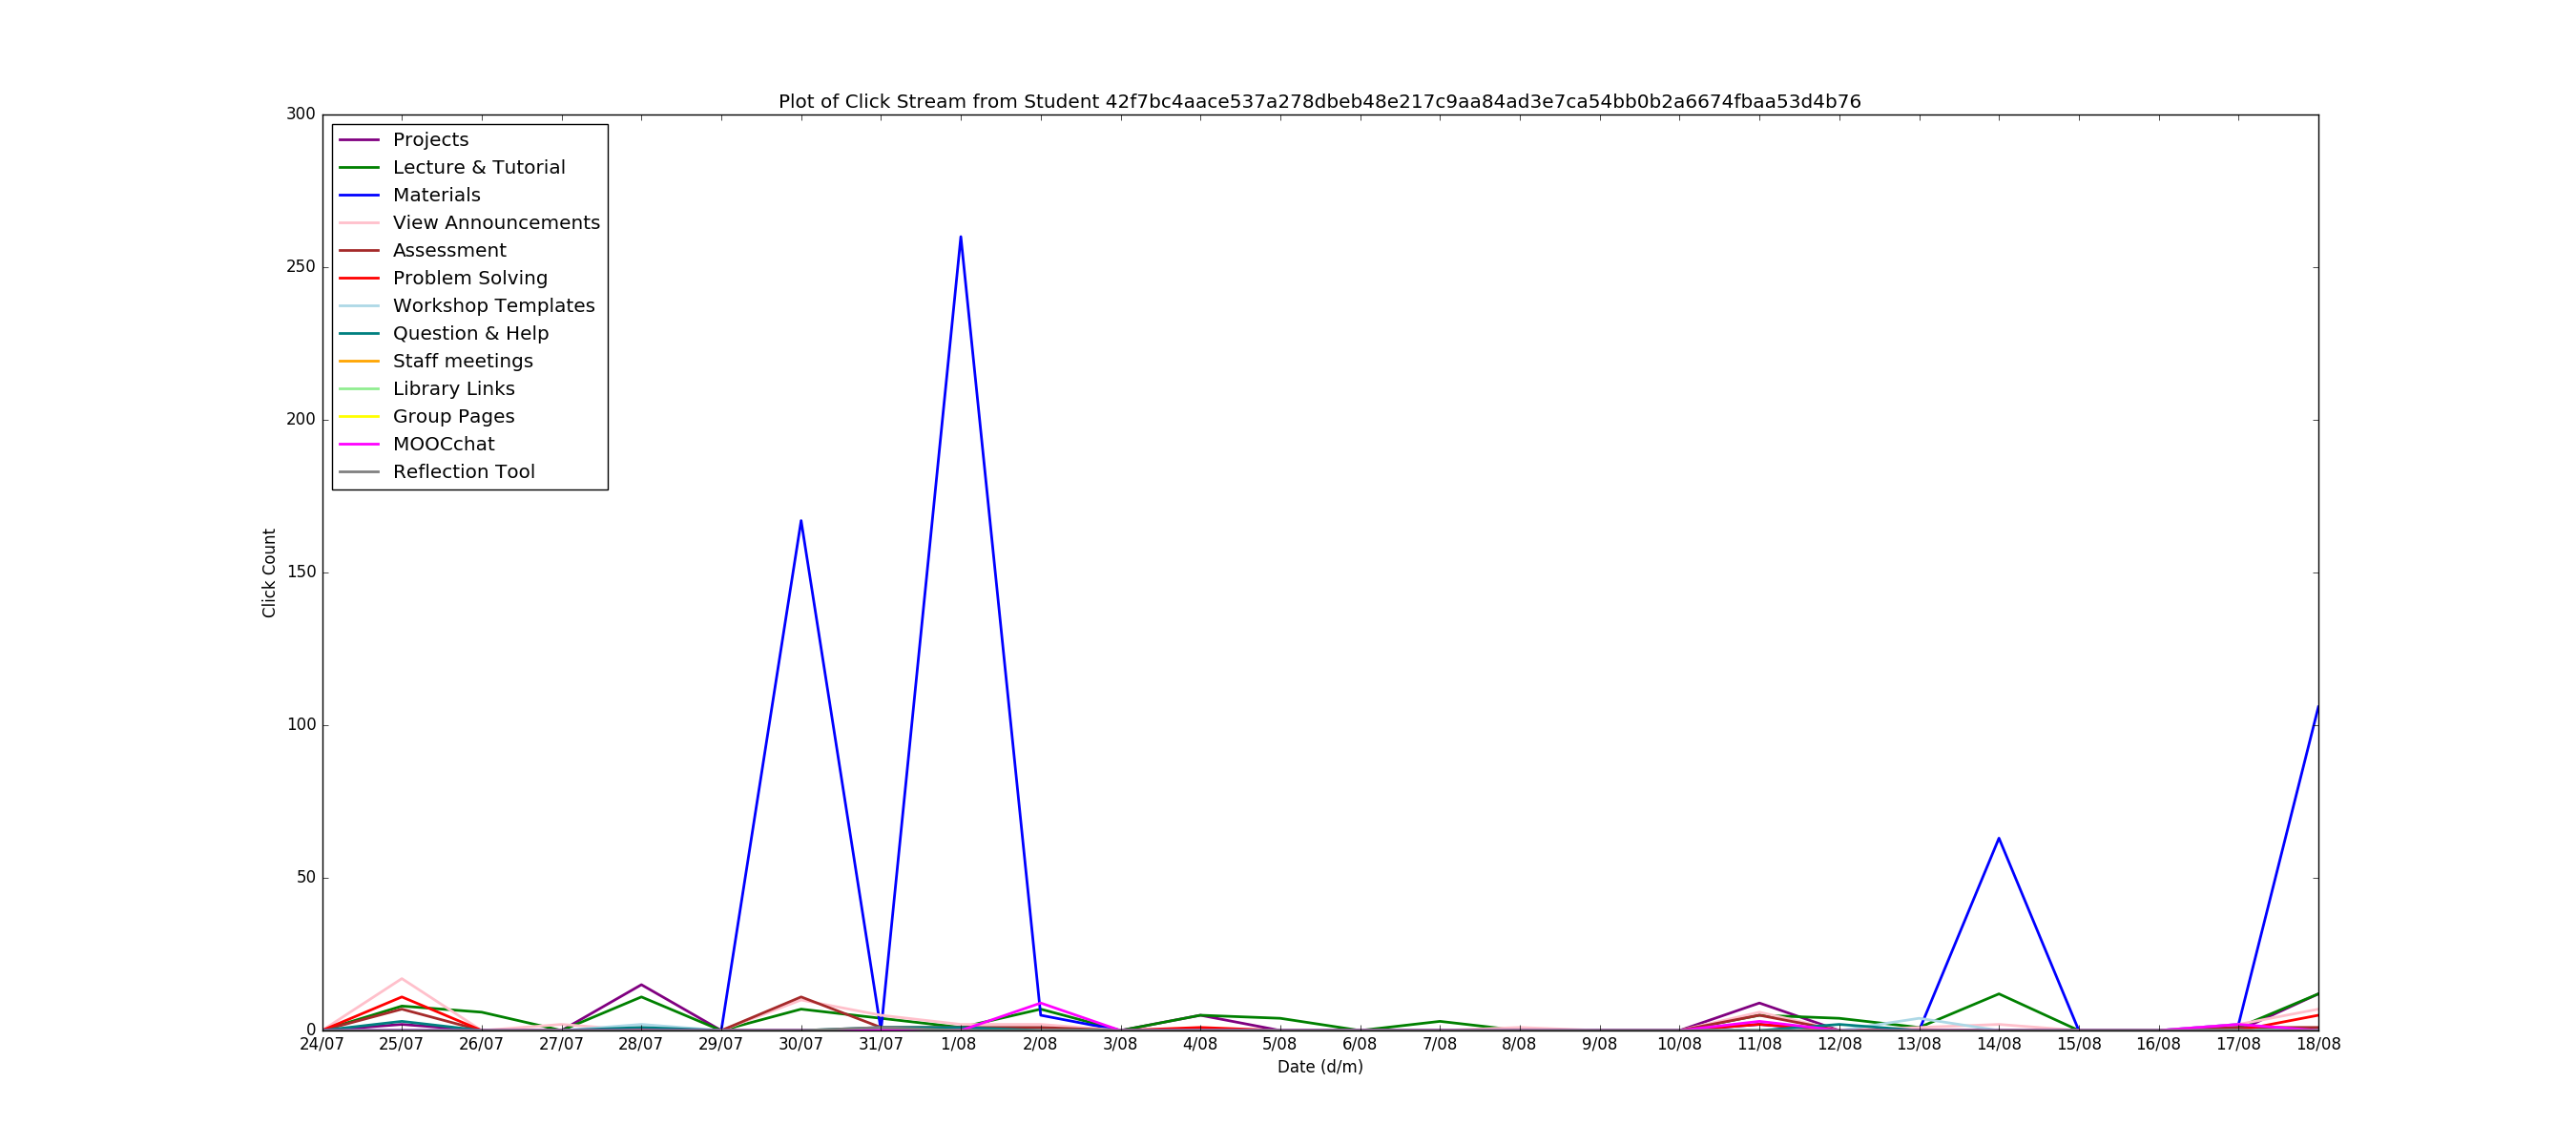 Plot of Click Stream from Student 42f7bc4aace537a278dbeb48e217c9aa84ad3e7ca54bb0b2a6674fbaa53d4b76
300
250
200
150
100
50
0
Click Count
Projects
Lecture & Tutorial
Materials
View Announcements
Assessment
Problem Solving
Workshop Templates
Question & Help
Staff meetings
Library Links
Group Pages
MOOCchat
Reflection Tool
24/07 25/07 26/07 27/07 28/07 29/07 30/07 31/07 1/08 2/08 3/08 4/08 5/08 6/08 7/08 8/08 9/08 10/08 11/08 12/08 13/08 14/08 15/08 16/08 17/08 18/08
Date (d/m)